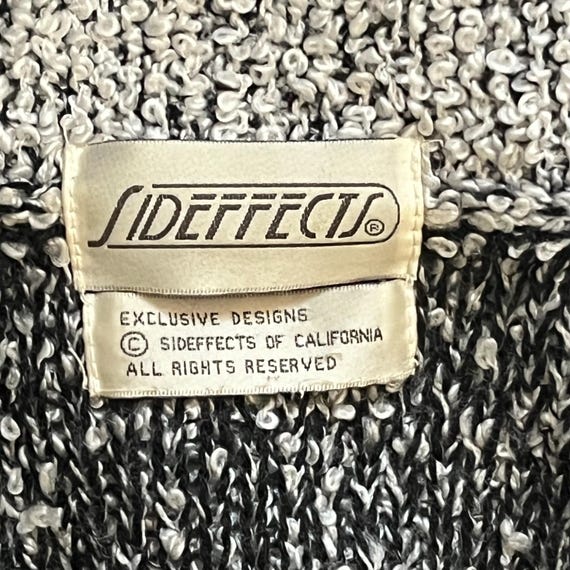 SIDEFFECTS®
EXCLUSIVE DESIGNS
© SIDEFFECTS OF CALIFORNIA
ALL RIGHTS RESERVED